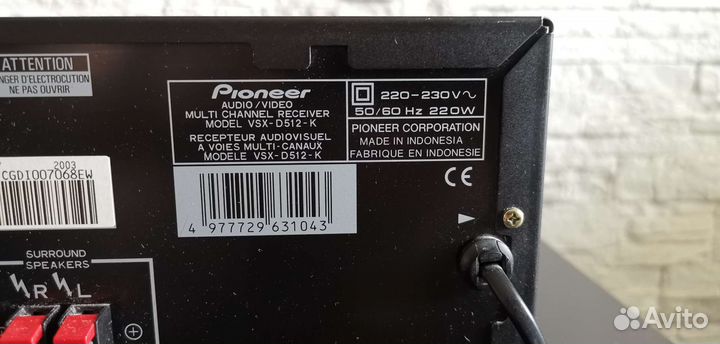 ATTENTION
NGER D'ELECTROCUTION
NE PAS OUVRIR
Pioneer
AUDIO/VIDEO
MULTI CHANNEL RECEIVER
MODEL VSX-D512-K
RECEPTEUR AUDIOVISUEL
A VOIES MULTI-CANAUX
MODELE VSX-D512-K
220-230V~
50/60 Hz 220W
PIONEER CORPORATION
MADE IN INDONESIA
FABRIQUE EN INDONESIE
CE
2003
CGDI007068EW
4 977729 631043
SURROUND
SPEAKERS
R L
Avito